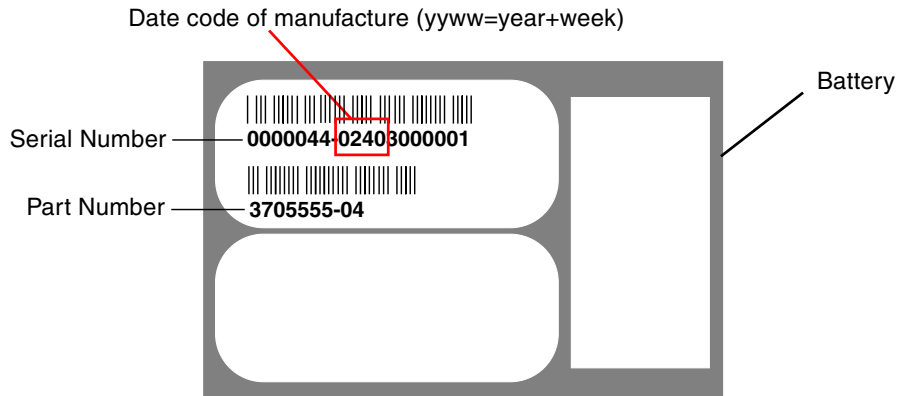 Date code of manufacture (yyww=year+week)
Battery
Serial Number
0000044-02403000001
Part Number
3705555-04